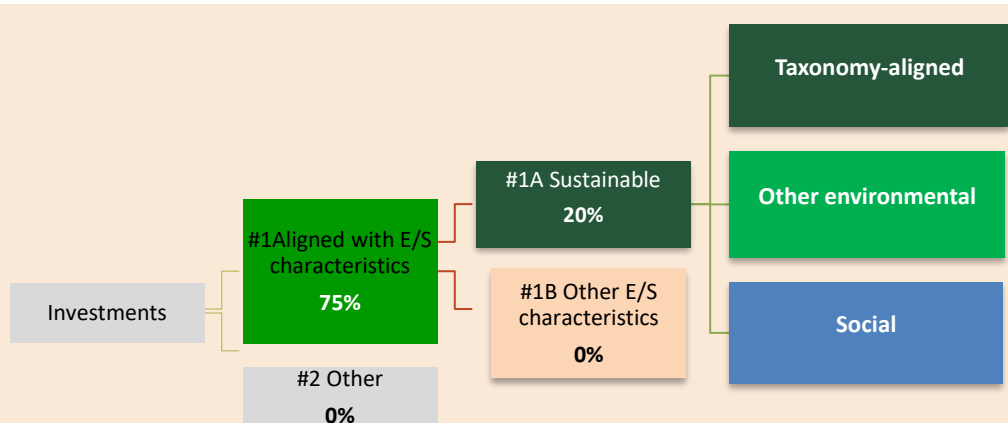 Investments
#1Aligned with E/S
characteristics
75%
#2 Other
0%
#1A Sustainable
20%
#1B Other E/S
characteristics
0%
Taxonomy-aligned
Other environmental
Social